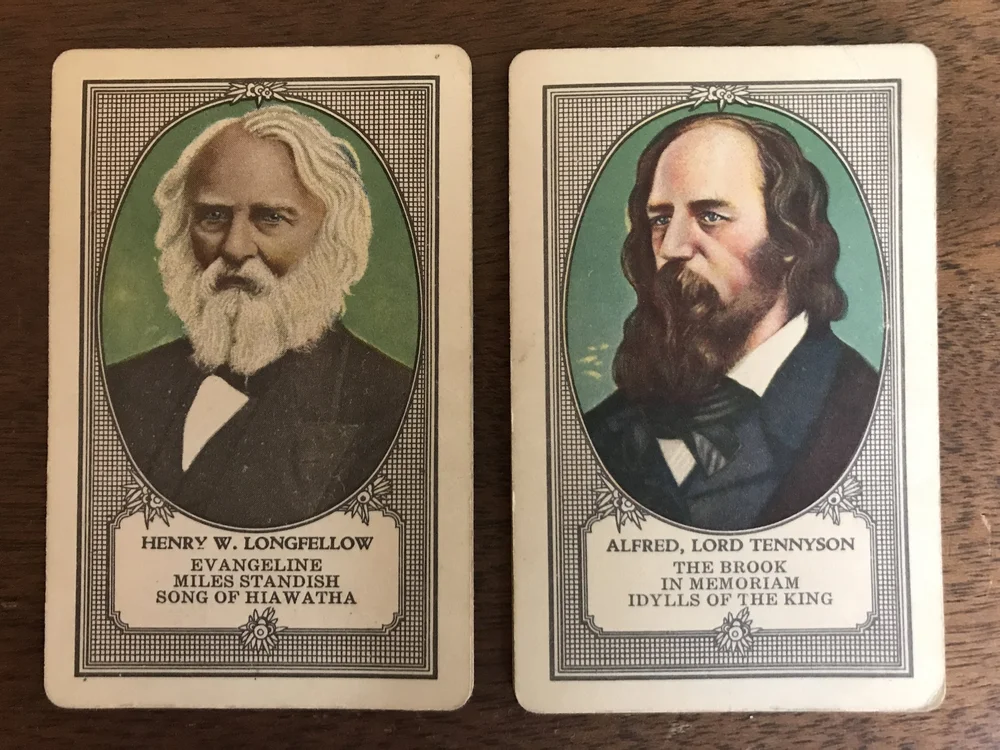 HENRY W. LONGFELLOW
EVANGELINE
MILES STANDISH
SONG OF HIAWATHA
ALFRED, LORD TENNYSON
THE BROOK
IN MEMORIAM
IDYLLS OF THE KING